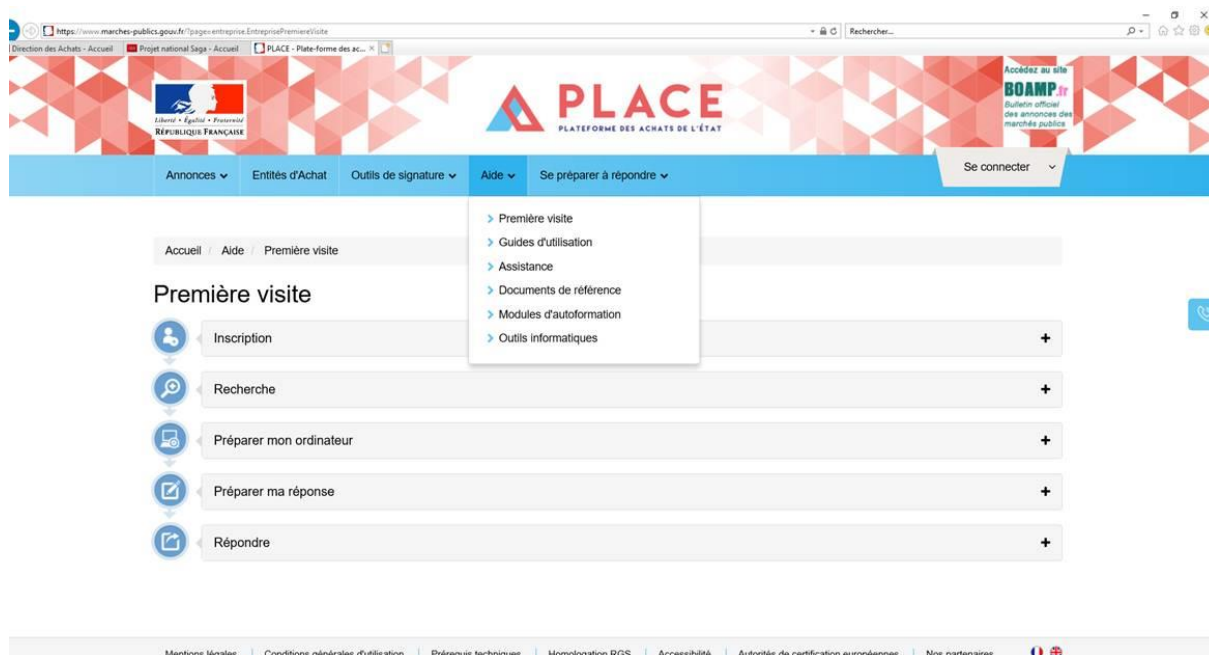 https://www.marches-publics.gouv.fr/?page=entreprise.EntreprisePremiereVisite
Rechercher...
Direction des Achats - Accueil
Projet national Saga - Accueil
PLACE - Plate-forme des ac...
Liberté • Égalité • Fraternité
RÉPUBLIQUE FRANÇAISE
PLACE
PLATEFORME DES ACHATS DE L'ÉTAT
Accédez au site
BOAMP.fr
Bulletin officiel
des annonces des
marchés publics
Annonces
Entités d'Achat
Outils de signature
Aide
Se préparer à répondre
Se connecter
Première visite
Guides d'utilisation
Assistance
Documents de référence
Modules d'autoformation
Outils informatiques
Accueil / Aide / Première visite
Première visite
Inscription
Recherche
Préparer mon ordinateur
Préparer ma réponse
Répondre
Mentions légales | Conditions générales d'utilisation | Prérequis techniques | Homologation RGS | Accessibilité | Autorités de certification européennes | Nos partenaires